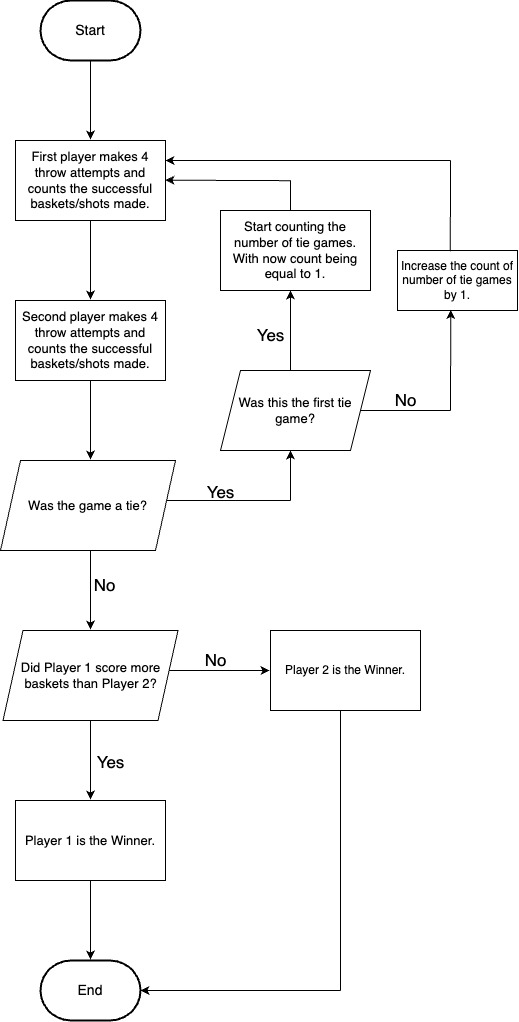 Start
First player makes 4
throw attempts and
counts the successful
baskets/shots made.
Start counting the
number of tie games.
With now count being
equal to 1.
Increase the count of
number of tie games
by 1.
Second player makes 4
throw attempts and
counts the successful
baskets/shots made.
Yes
Was this the first tie
game?
No
Was the game a tie?
Yes
No
Did Player 1 score more
baskets than Player 2?
No
Player 2 is the Winner.
Yes
Player 1 is the Winner.
End